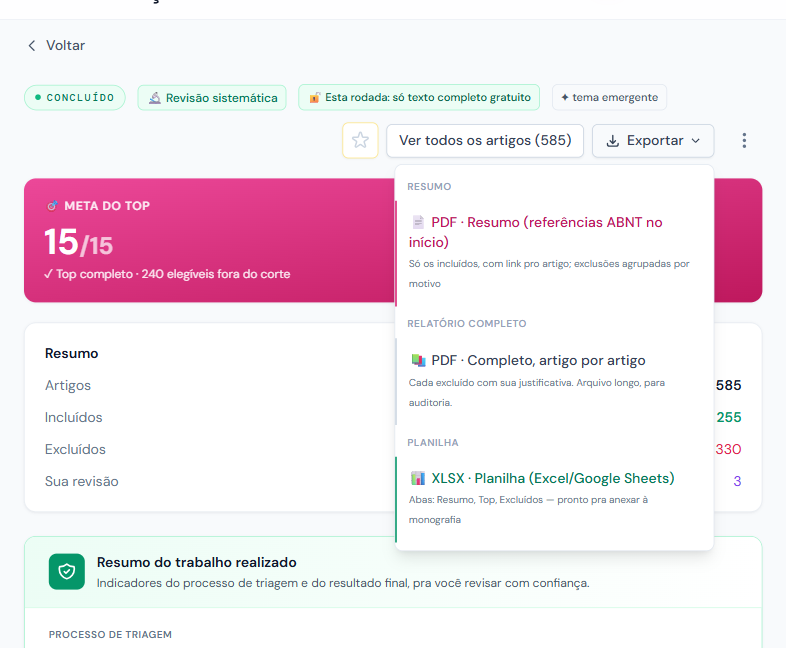 Voltar
CONCLUÍDO
Revisão sistemática
Esta rodada: só texto completo gratuito
✦ tema emergente
Ver todos os artigos (585)
Exportar
META DO TOP
15/15
✓ Top completo · 240 elegíveis fora do corte
RESUMO
PDF · Resumo (referências ABNT no
início)
Só os incluídos, com link pro artigo; exclusões agrupadas por
motivo
RELATÓRIO COMPLETO
PDF · Completo, artigo por artigo
Cada excluído com sua justificativa. Arquivo longo, para
auditoria.
PLANILHA
XLSX · Planilha (Excel/Google Sheets)
Abas: Resumo, Top, Excluídos — pronto pra anexar à
monografia
Resumo
Artigos 585
Incluídos 255
Excluídos 330
Sua revisão 3
Resumo do trabalho realizado
Indicadores do processo de triagem e do resultado final, pra você revisar com confiança.
PROCESSO DE TRIAGEM